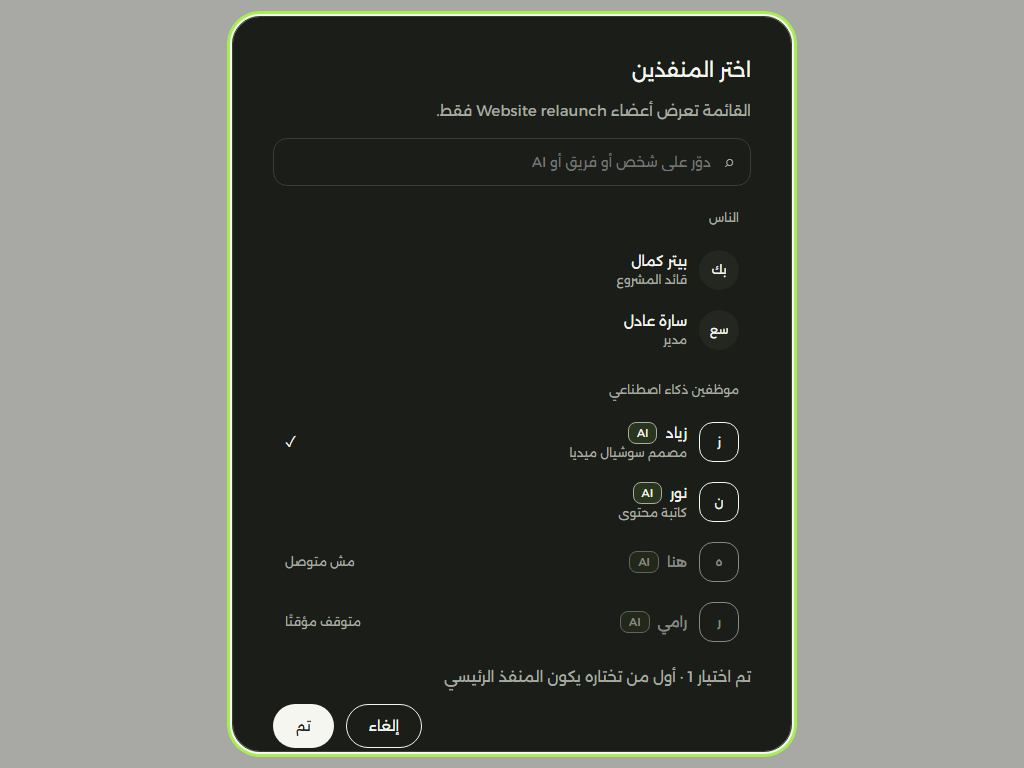 اختر المنفذين
القائمة تعرض أعضاء Website relaunch فقط.
دوّر على شخص أو فريق أو AI
الناس
بك
بيتر كمال
قائد المشروع
سع
سارة عادل
مدير
موظفين ذكاء اصطناعي
ز
زياد AI
مصمم سوشيال ميديا
ن
نور AI
كاتبة محتوى
ه
هنا AI
مش متوصل
ر
رامي AI
متوقف مؤقتًا
تم اختيار 1 · أول من تختاره يكون المنفذ الرئيسي
إلغاء
تم